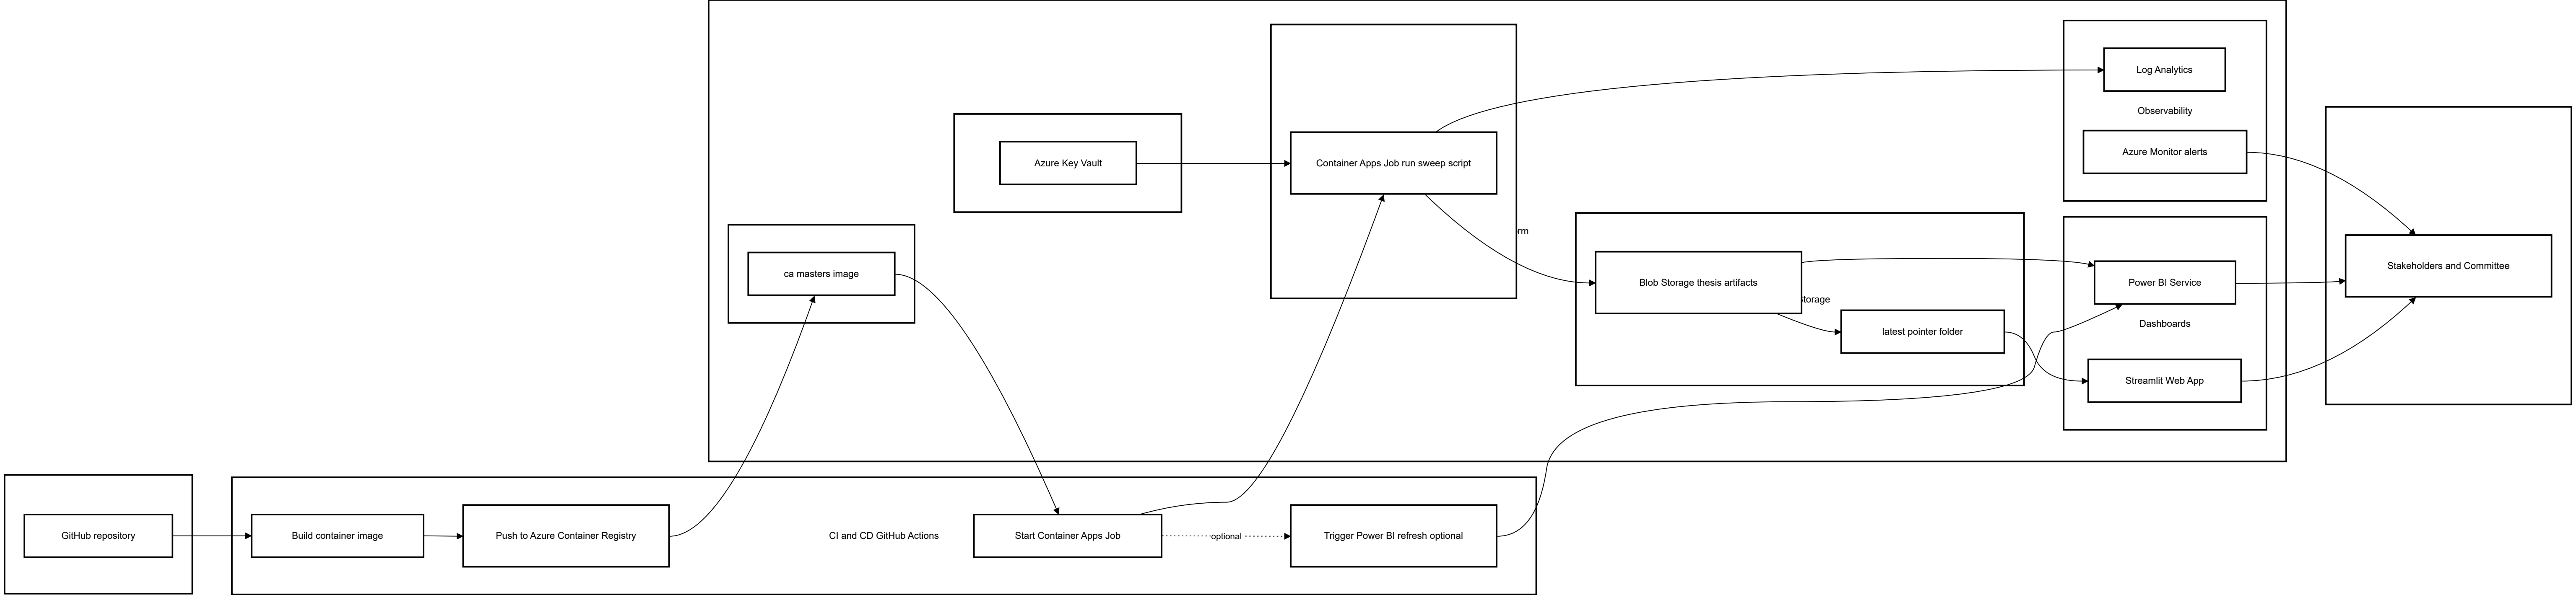 Log Analytics
Observability
Azure Monitor alerts
Azure Key Vault
Container Apps Job run sweep script
rm
ca masters image
Blob Storage thesis artifacts
torage
latest pointer folder
Power BI Service
Dashboards
Streamlit Web App
Stakeholders and Committee
GitHub repository
Build container image
Push to Azure Container Registry
CI and CD GitHub Actions
Start Container Apps Job
optional
Trigger Power BI refresh optional